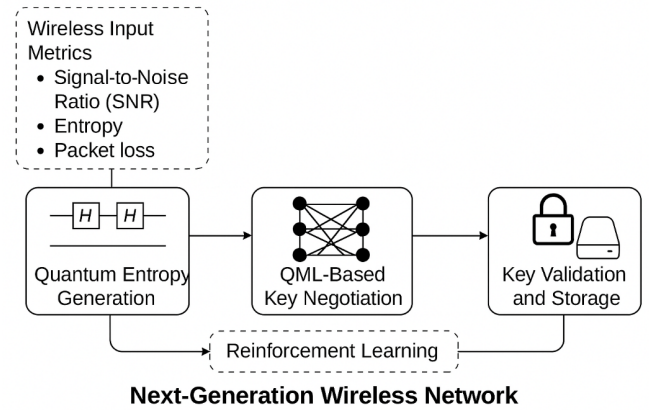 Wireless Input
Metrics
• Signal-to-Noise
Ratio (SNR)
• Entropy
• Packet loss
H H
Quantum Entropy
Generation
QML-Based
Key Negotiation
Key Validation
and Storage
Reinforcement Learning
Next-Generation Wireless Network